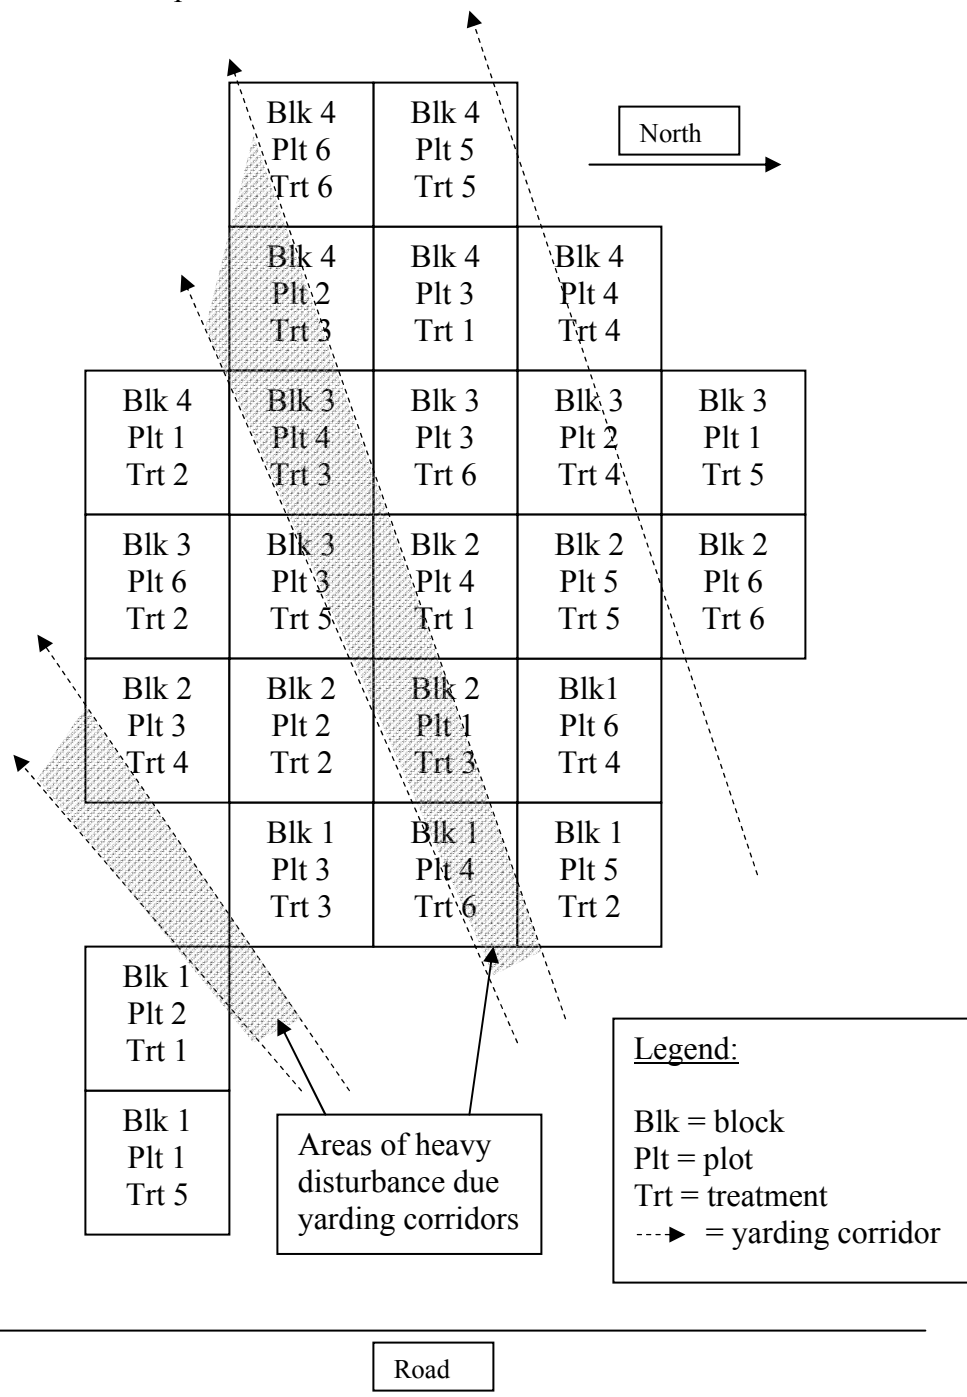 Blk 4
Plt 6
Trt 6
Blk 4
Plt 5
Trt 5
North
Blk 4
Plt 2
Trt 3
Blk 4
Plt 3
Trt 1
Blk 4
Plt 4
Trt 4
Blk 4
Plt 1
Trt 2
Blk 3
Plt 4
Trt 3
Blk 3
Plt 3
Trt 6
Blk 3
Plt 2
Trt 4
Blk 3
Plt 1
Trt 5
Blk 3
Plt 6
Trt 2
Blk 3
Plt 3
Trt 5
Blk 2
Plt 4
Trt 1
Blk 2
Plt 5
Trt 5
Blk 2
Plt 6
Trt 6
Blk 2
Plt 3
Trt 4
Blk 2
Plt 2
Trt 2
Blk 2
Plt 1
Trt 3
Blk1
Plt 6
Trt 4
Blk 1
Plt 3
Trt 3
Blk 1
Plt 4
Trt 6
Blk 1
Plt 5
Trt 2
Blk 1
Plt 2
Trt 1
Blk 1
Plt 1
Trt 5
Areas of heavy
disturbance due
yarding corridors
Legend:
Blk = block
Plt = plot
Trt = treatment
= yarding corridor
Road